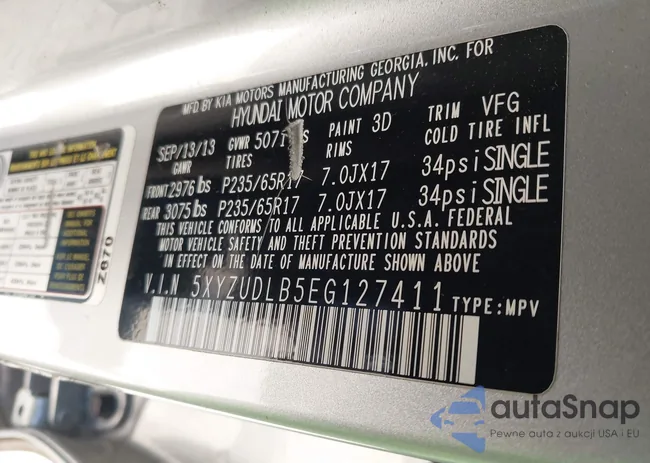 MFD BY KIA MOTORS MANUFACTURING GEORGIA, INC. FOR
HYUNDAI MOTOR COMPANY
SEP/13/13 GVWR 507 PAINT 3D TRIM VFG
GAWR TIRES RIMS COLD TIRE INFL
FRONT 2976 lbs P235/65R17 7.0JX17 34psi SINGLE
REAR 3075 lbs P235/65R17 7.0JX17 34psi SINGLE
THIS VEHICLE CONFORMS TO ALL APPLICABLE U.S.A. FEDERAL
MOTOR VEHICLE SAFETY AND THEFT PREVENTION STANDARDS
IN EFFECT ON THE DATE OF MANUFACTURE SHOWN ABOVE
V.I.N 5XYZUDLB5EG127411 TYPE:MPV
Z870
autaSnap
Pewne auta z aukcji USA i EU